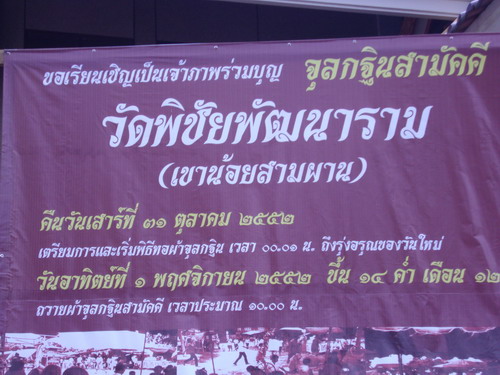 ขอเรียนเชิญเป็นเจ้าภาพร่วมบุญ จุลกฐินสามัคคี
วัดพิชัยพัฒนาราม
(เขาน้อยสามผาน)
คืนวันเสาร์ที่ ๓๑ ตุลาคม ๒๕๕๒
เตรียมการและเริ่มพิธีทอผ้าจุลกฐิน เวลา ๐๐.๐๑ น. ถึงรุ่งอรุณของวันใหม่
วันอาทิตย์ที่ ๑ พฤศจิกายน ๒๕๕๒ ขึ้น ๑๔ ค่ำ เดือน ๑๒
ถวายผ้าจุลกฐินสามัคคี เวลาประมาณ ๑๐.๐๐ น.